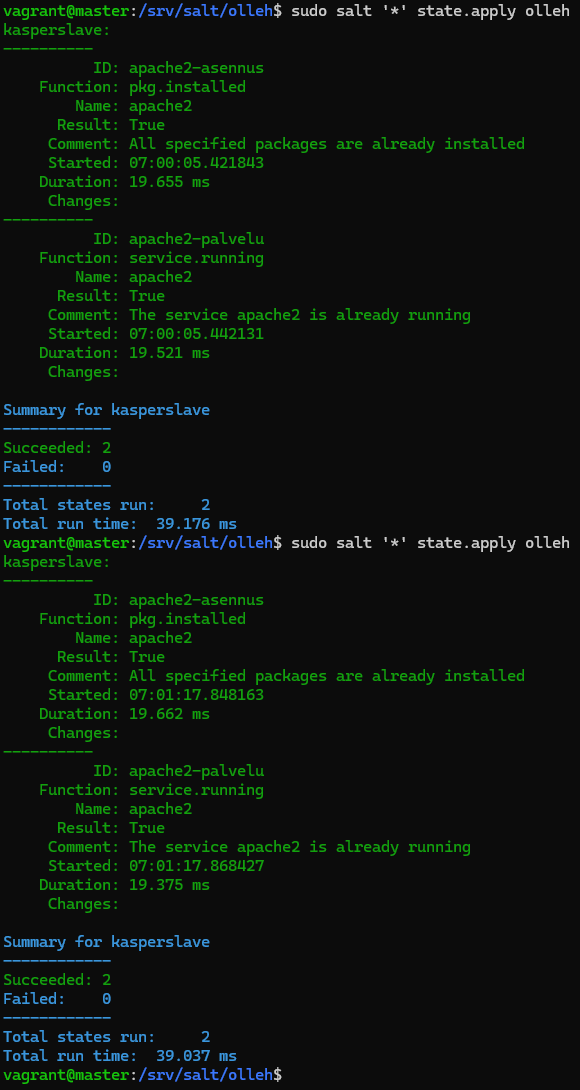 vagrant@master:/srv/salt/olleh$ sudo salt '*' state.apply olleh
kasperslave:
----------
          ID: apache2-asennus
    Function: pkg.installed
        Name: apache2
      Result: True
     Comment: All specified packages are already installed
     Started: 07:00:05.421843
    Duration: 19.655 ms
     Changes:
----------
          ID: apache2-palvelu
    Function: service.running
        Name: apache2
      Result: True
     Comment: The service apache2 is already running
     Started: 07:00:05.442131
    Duration: 19.521 ms
     Changes:

Summary for kasperslave
------------
Succeeded: 2
Failed:    0
------------
Total states run:     2
Total run time:  39.176 ms
vagrant@master:/srv/salt/olleh$ sudo salt '*' state.apply olleh
kasperslave:
----------
          ID: apache2-asennus
    Function: pkg.installed
        Name: apache2
      Result: True
     Comment: All specified packages are already installed
     Started: 07:01:17.848163
    Duration: 19.662 ms
     Changes:
----------
          ID: apache2-palvelu
    Function: service.running
        Name: apache2
      Result: True
     Comment: The service apache2 is already running
     Started: 07:01:17.868427
    Duration: 19.375 ms
     Changes:

Summary for kasperslave
------------
Succeeded: 2
Failed:    0
------------
Total states run:     2
Total run time:  39.037 ms
vagrant@master:/srv/salt/olleh$